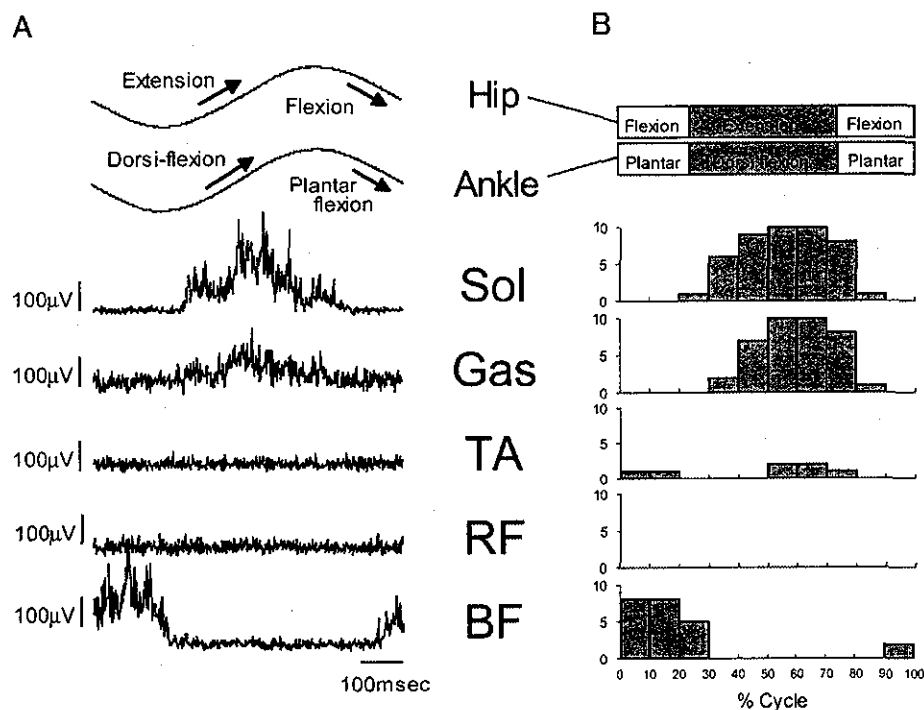 A
B
Extension
Flexion
Hip
Flexion
Extension
Flexion
Dorsi-flexion
Plantar
flexion
Ankle
Plantar
Dorsi flexion
Plantar
100µV
Sol
10
5
0
100µV
Gas
10
5
0
100µV
TA
10
5
0
100µV
RF
10
5
0
100µV
BF
10
5
0
100msec
0 10 20 30 40 50 60 70 80 90 100
% Cycle